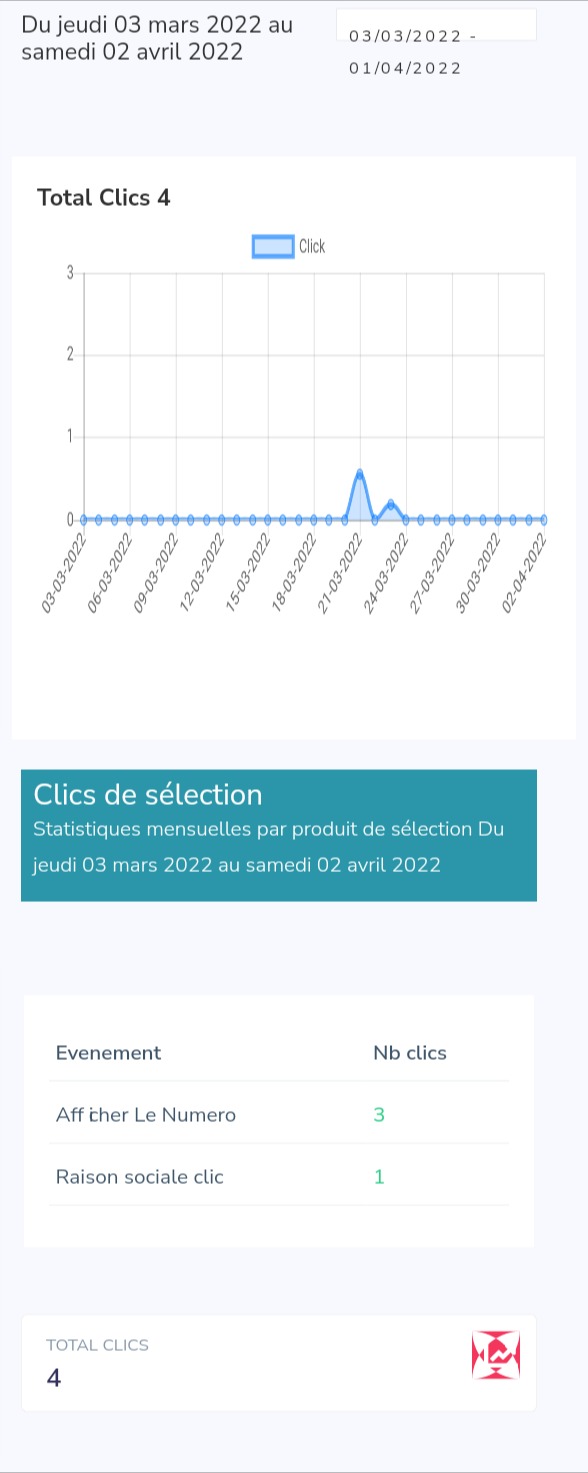 Du jeudi 03 mars 2022 au
samedi 02 avril 2022
03/03/2022 -
01/04/2022
Total Clics 4
Click
3
2
1
0
03-03-2022
06-03-2022
09-03-2022
12-03-2022
15-03-2022
18-03-2022
21-03-2022
24-03-2022
27-03-2022
30-03-2022
02-04-2022
Clics de sélection
Statistiques mensuelles par produit de sélection Du
jeudi 03 mars 2022 au samedi 02 avril 2022
Evenement Nb clics
Afficher Le Numero 3
Raison sociale clic 1
TOTAL CLICS
4